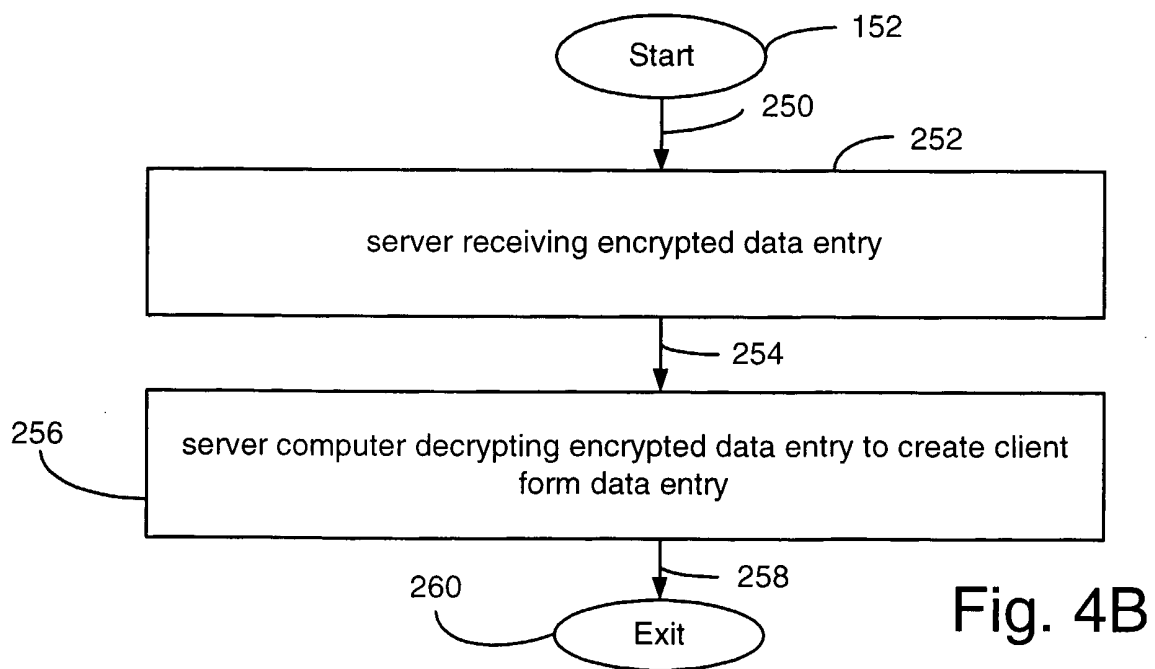 Start
152
250
252
server receiving encrypted data entry
254
256
server computer decrypting encrypted data entry to create client
form data entry
258
260
Exit
Fig. 4B